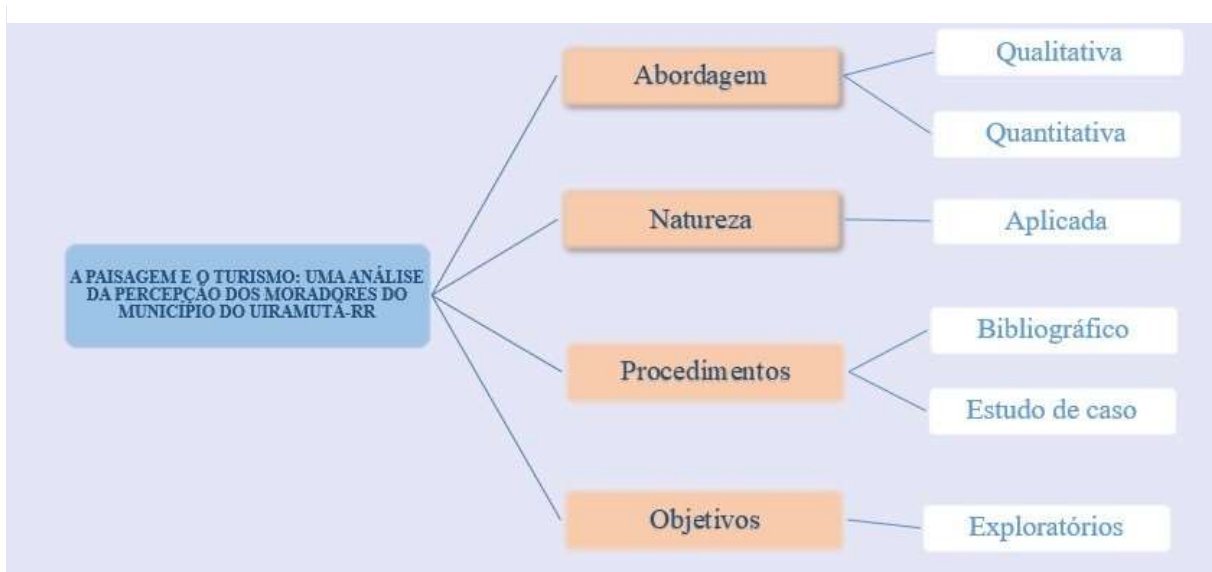 A PAISAGEM E O TURISMO: UMA ANÁLISE
DA PERCEPÇÃO DOS MORADORES DO
MUNICÍPIO DO UIRAMUTÃ-RR
Abordagem
Qualitativa
Quantitativa
Natureza
Aplicada
Procedimentos
Bibliográfico
Estudo de caso
Objetivos
Exploratórios